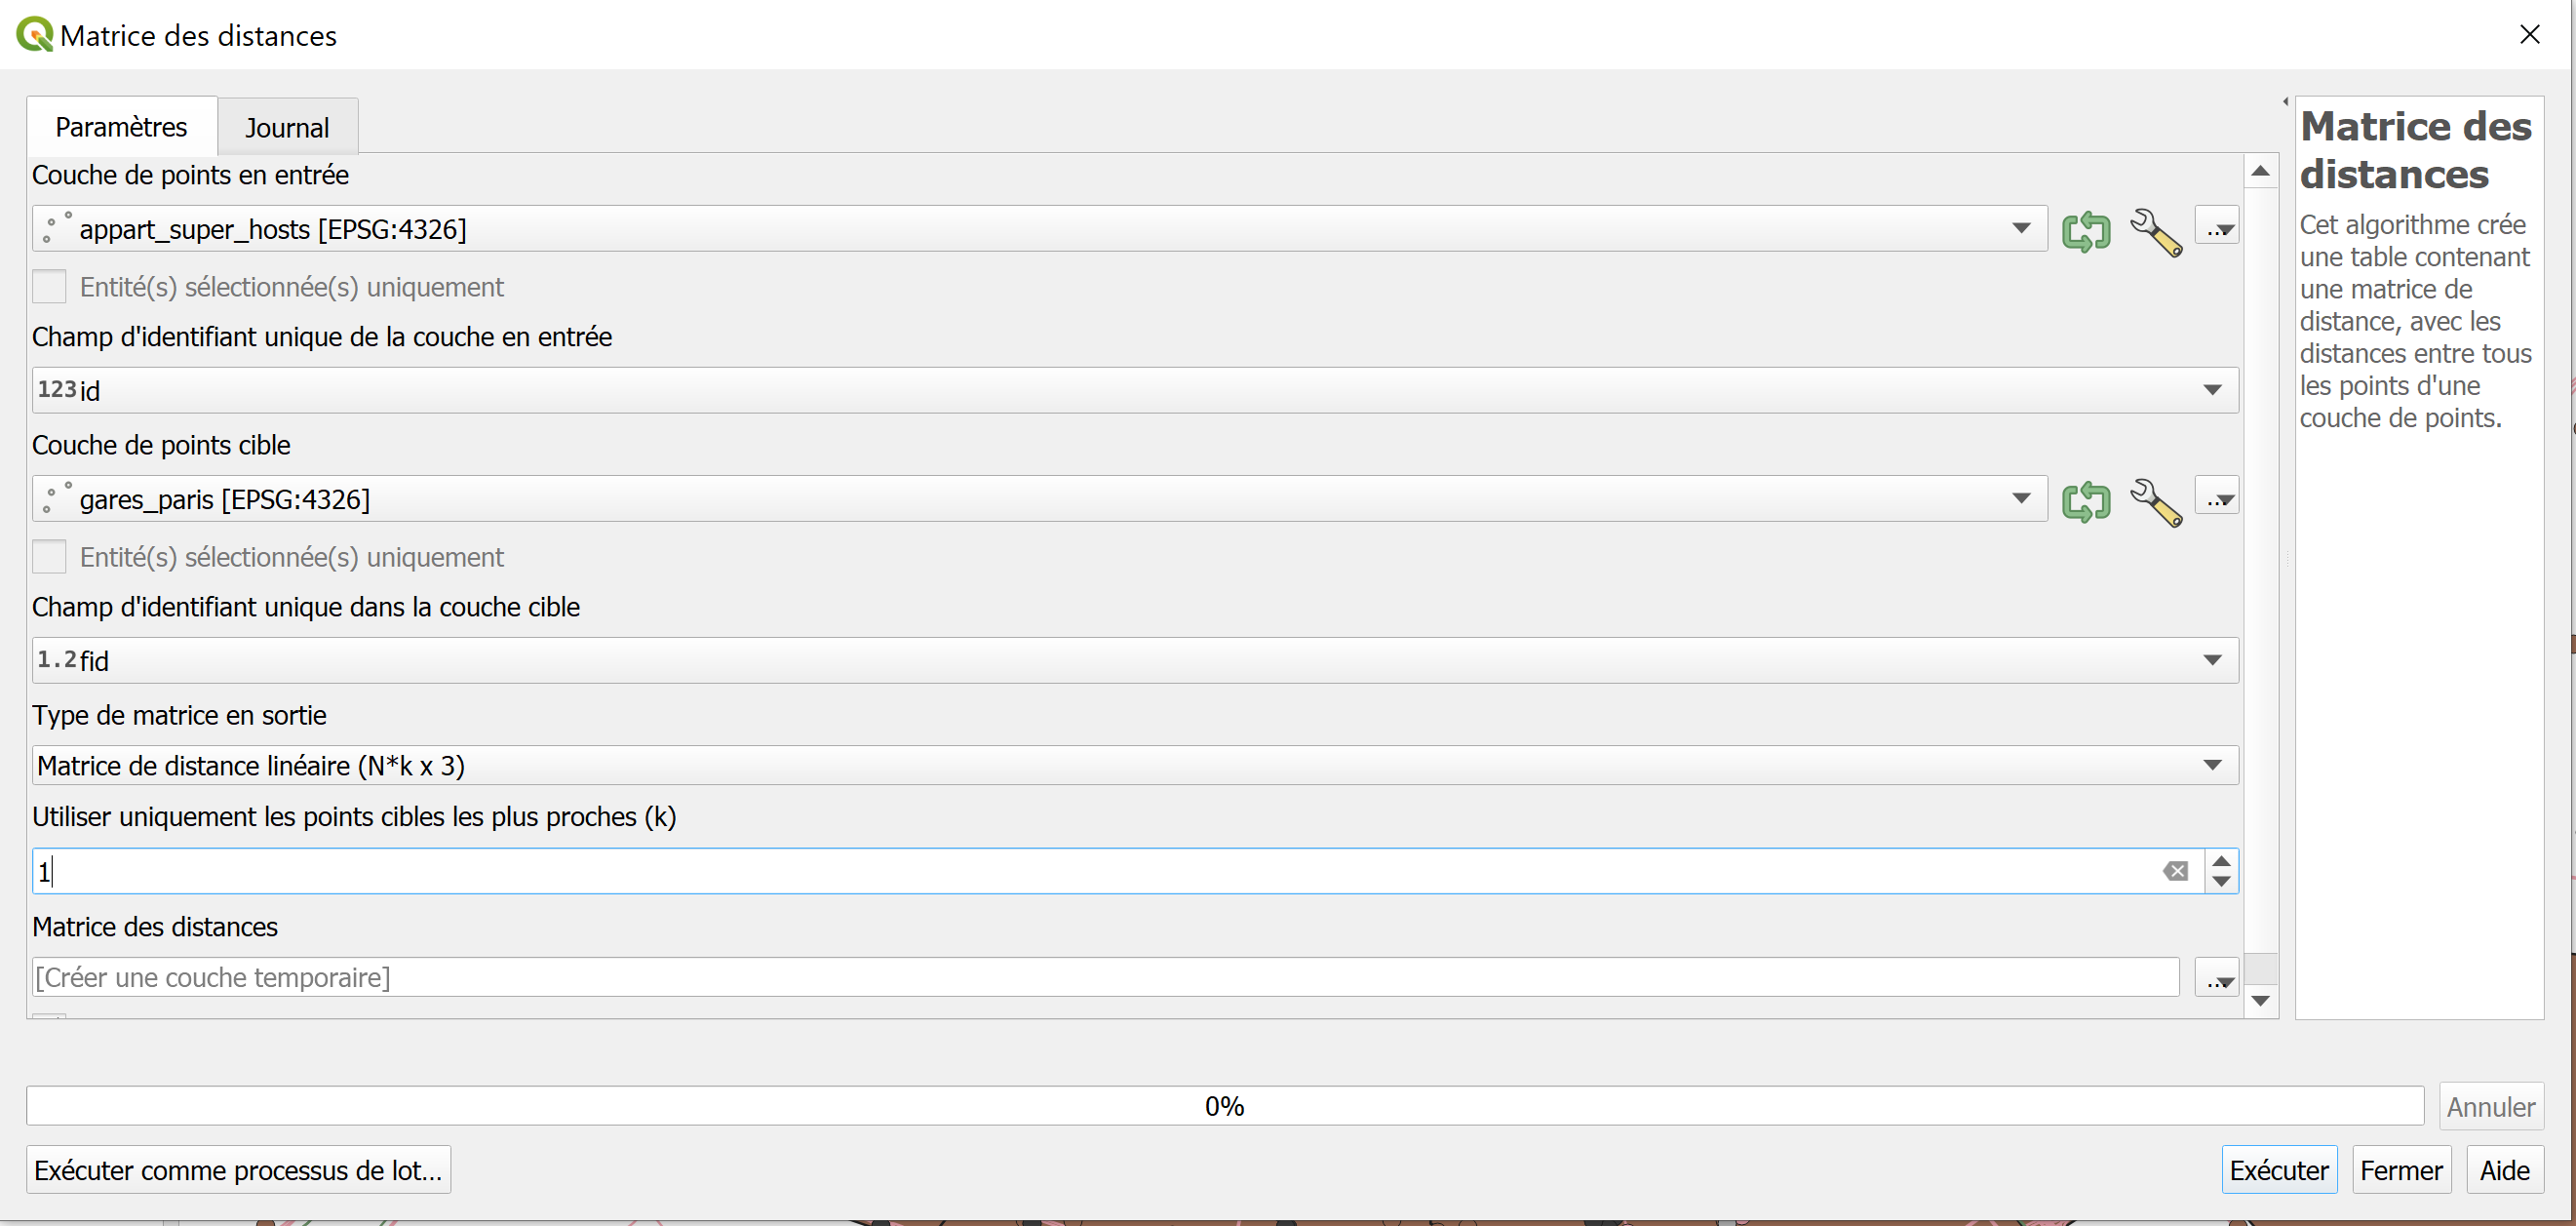 Matrice des distances
Paramètres
Journal
Couche de points en entrée
appart_super_hosts [EPSG:4326]
...
Entité(s) sélectionnée(s) uniquement
Champ d'identifiant unique de la couche en entrée
123 id
Couche de points cible
gares_paris [EPSG:4326]
...
Entité(s) sélectionnée(s) uniquement
Champ d'identifiant unique dans la couche cible
1.2 fid
Type de matrice en sortie
Matrice de distance linéaire (N*k x 3)
Utiliser uniquement les points cibles les plus proches (k)
1
Matrice des distances
[Créer une couche temporaire]
...
Matrice des
distances
Cet algorithme crée
une table contenant
une matrice de
distance, avec les
distances entre tous
les points d'une
couche de points.
0%
Annuler
Exécuter comme processus de lot...
Exécuter
Fermer
Aide